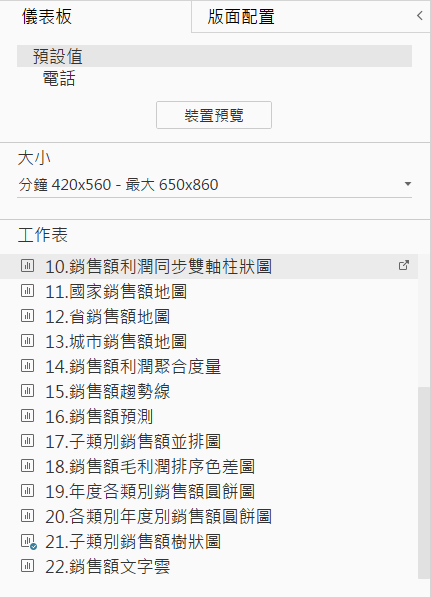 儀表板
版面配置
預設值
電話
裝置預覽
大小
分鐘 420x560 - 最大 650x860
工作表
10.銷售額利潤同步雙軸柱狀圖
11.國家銷售額地圖
12.省銷售額地圖
13.城市銷售額地圖
14.銷售額利潤聚合度量
15.銷售額趨勢線
16.銷售額預測
17.子類別銷售額並排圖
18.銷售額毛利潤排序色差圖
19.年度各類別銷售額圓餅圖
20.各類別年度別銷售額圓餅圖
21.子類別銷售額樹狀圖
22.銷售額文字雲